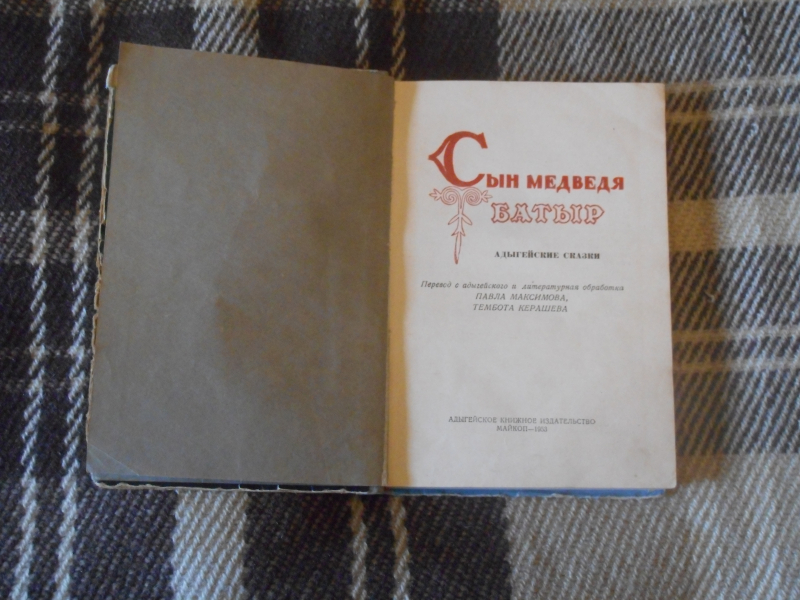 Сын медведя
БАТЫР
АДЫГЕЙСКИЕ СКАЗКИ
Перевод с адыгейского и литературная обработка
ПАВЛА МАКСИМОВА,
ТЕМБОТА КЕРАШЕВА
АДЫГЕЙСКОЕ КНИЖНОЕ ИЗДАТЕЛЬСТВО
МАЙКОП